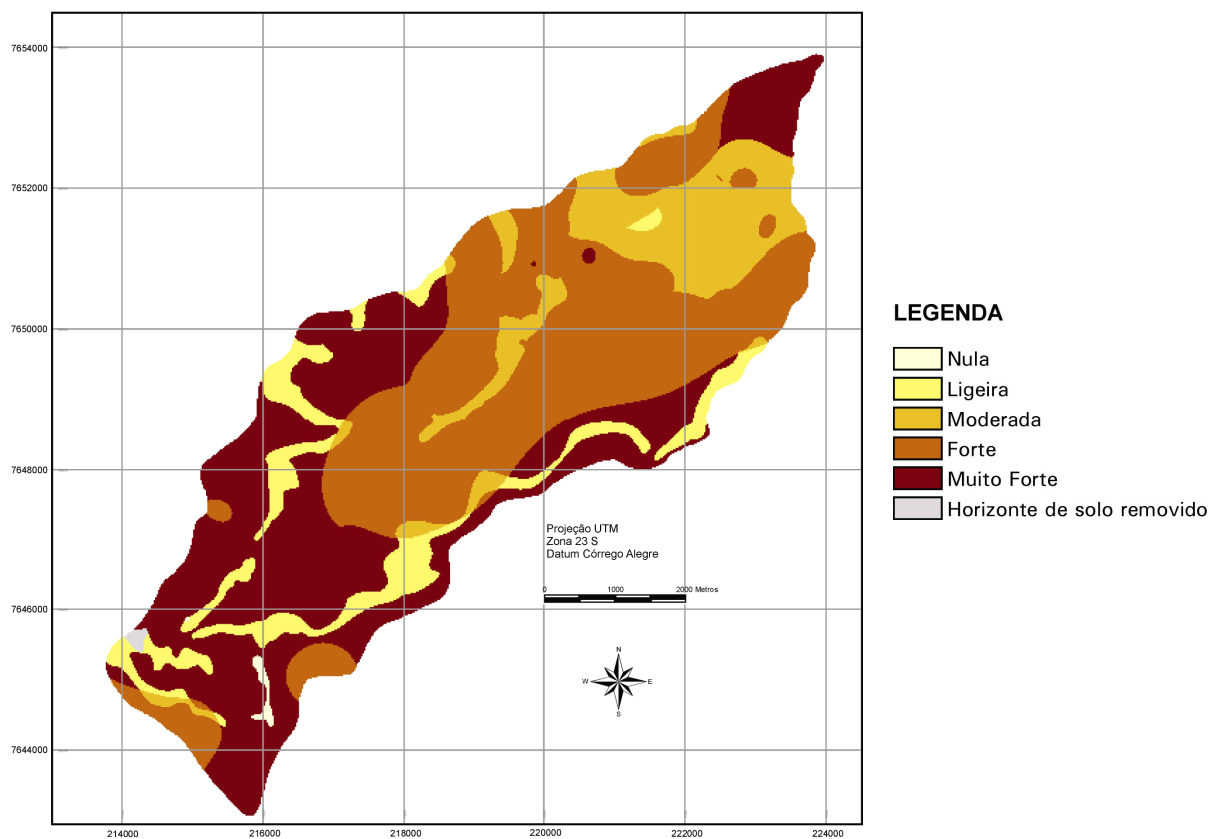 7654000
7652000
7650000
7648000
7646000
7644000
214000
216000
218000
220000
222000
224000
Projeção UTM
Zona 23 S
Datum Córrego Alegre
0 1000 2000 Metros
N
W E
S
LEGENDA
Nula
Ligeira
Moderada
Forte
Muito Forte
Horizonte de solo removido